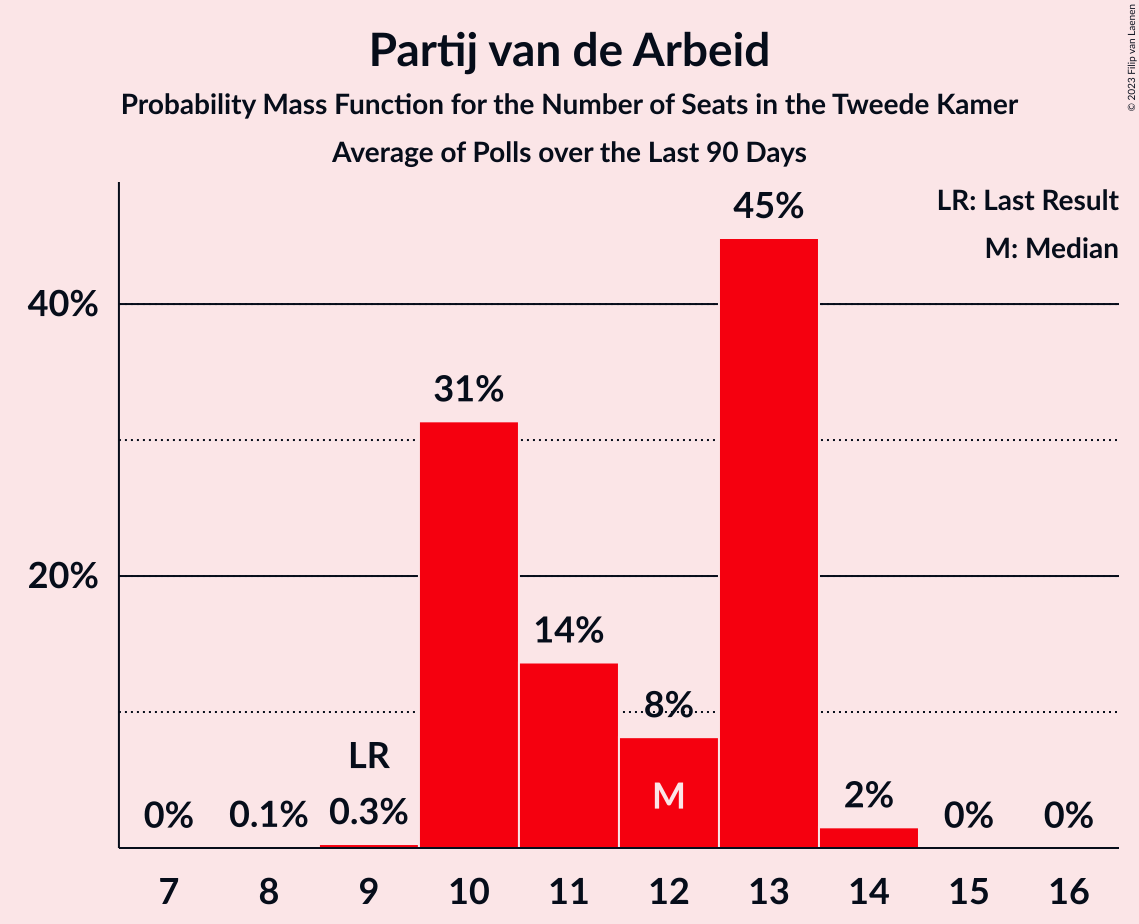 Partij van de Arbeid
Probability Mass Function for the Number of Seats in the Tweede Kamer
Average of Polls over the Last 90 Days
© 2023 Filip van Laenen
LR: Last Result
M: Median
40%
20%
0%
0.1%
LR
0.3%
31%
14%
8%
M
45%
2%
0%
0%
7 8 9 10 11 12 13 14 15 16